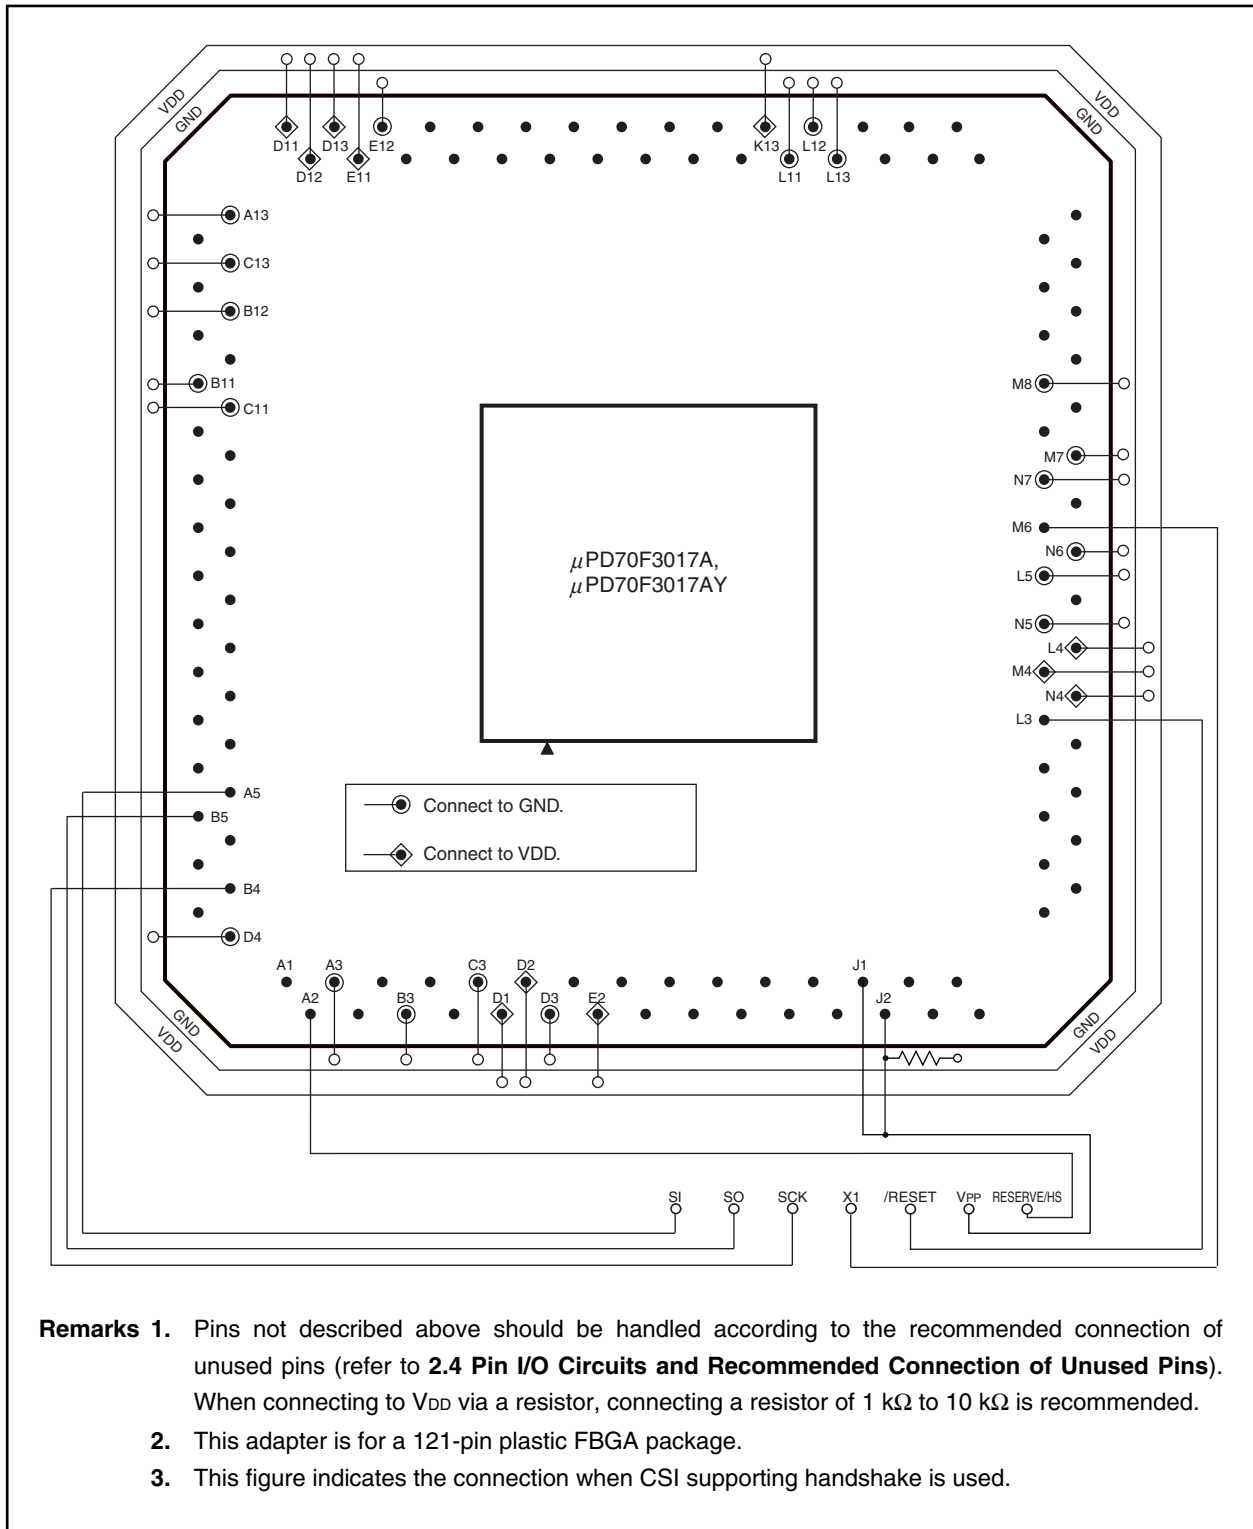 VDD
GND
VDD
GND
D11 D13 E12 K13 L12
D12 E11 L11 L13
A13
C13
B12
B11 M8
C11
M7
N7
M6
N6
L5
N5
L4
M4
N4
L3
μPD70F3017A,
μPD70F3017AY
A5
B5
B4
D4
Connect to GND.
Connect to VDD.
A1 A3 C3 D2 J1
A2 B3 D1 D3 E2 J2
GND
VDD
GND
VDD
SI SO SCK X1 /RESET VPP RESERVE/HS
Remarks 1. Pins not described above should be handled according to the recommended connection of
unused pins (refer to 2.4 Pin I/O Circuits and Recommended Connection of Unused Pins).
When connecting to VDD via a resistor, connecting a resistor of 1 kΩ to 10 kΩ is recommended.
2. This adapter is for a 121-pin plastic FBGA package.
3. This figure indicates the connection when CSI supporting handshake is used.